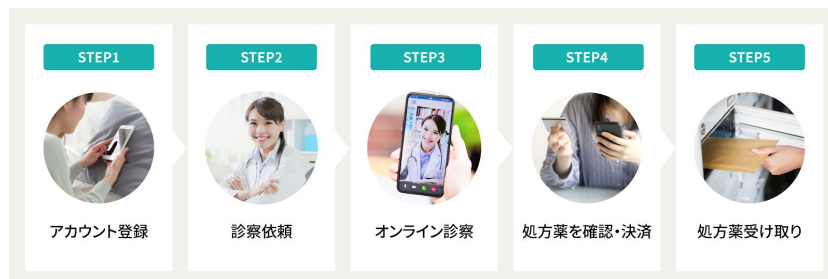 STEP1
アカウント登録
STEP2
診察依頼
STEP3
オンライン診察
STEP4
処方薬を確認・決済
STEP5
処方薬受け取り